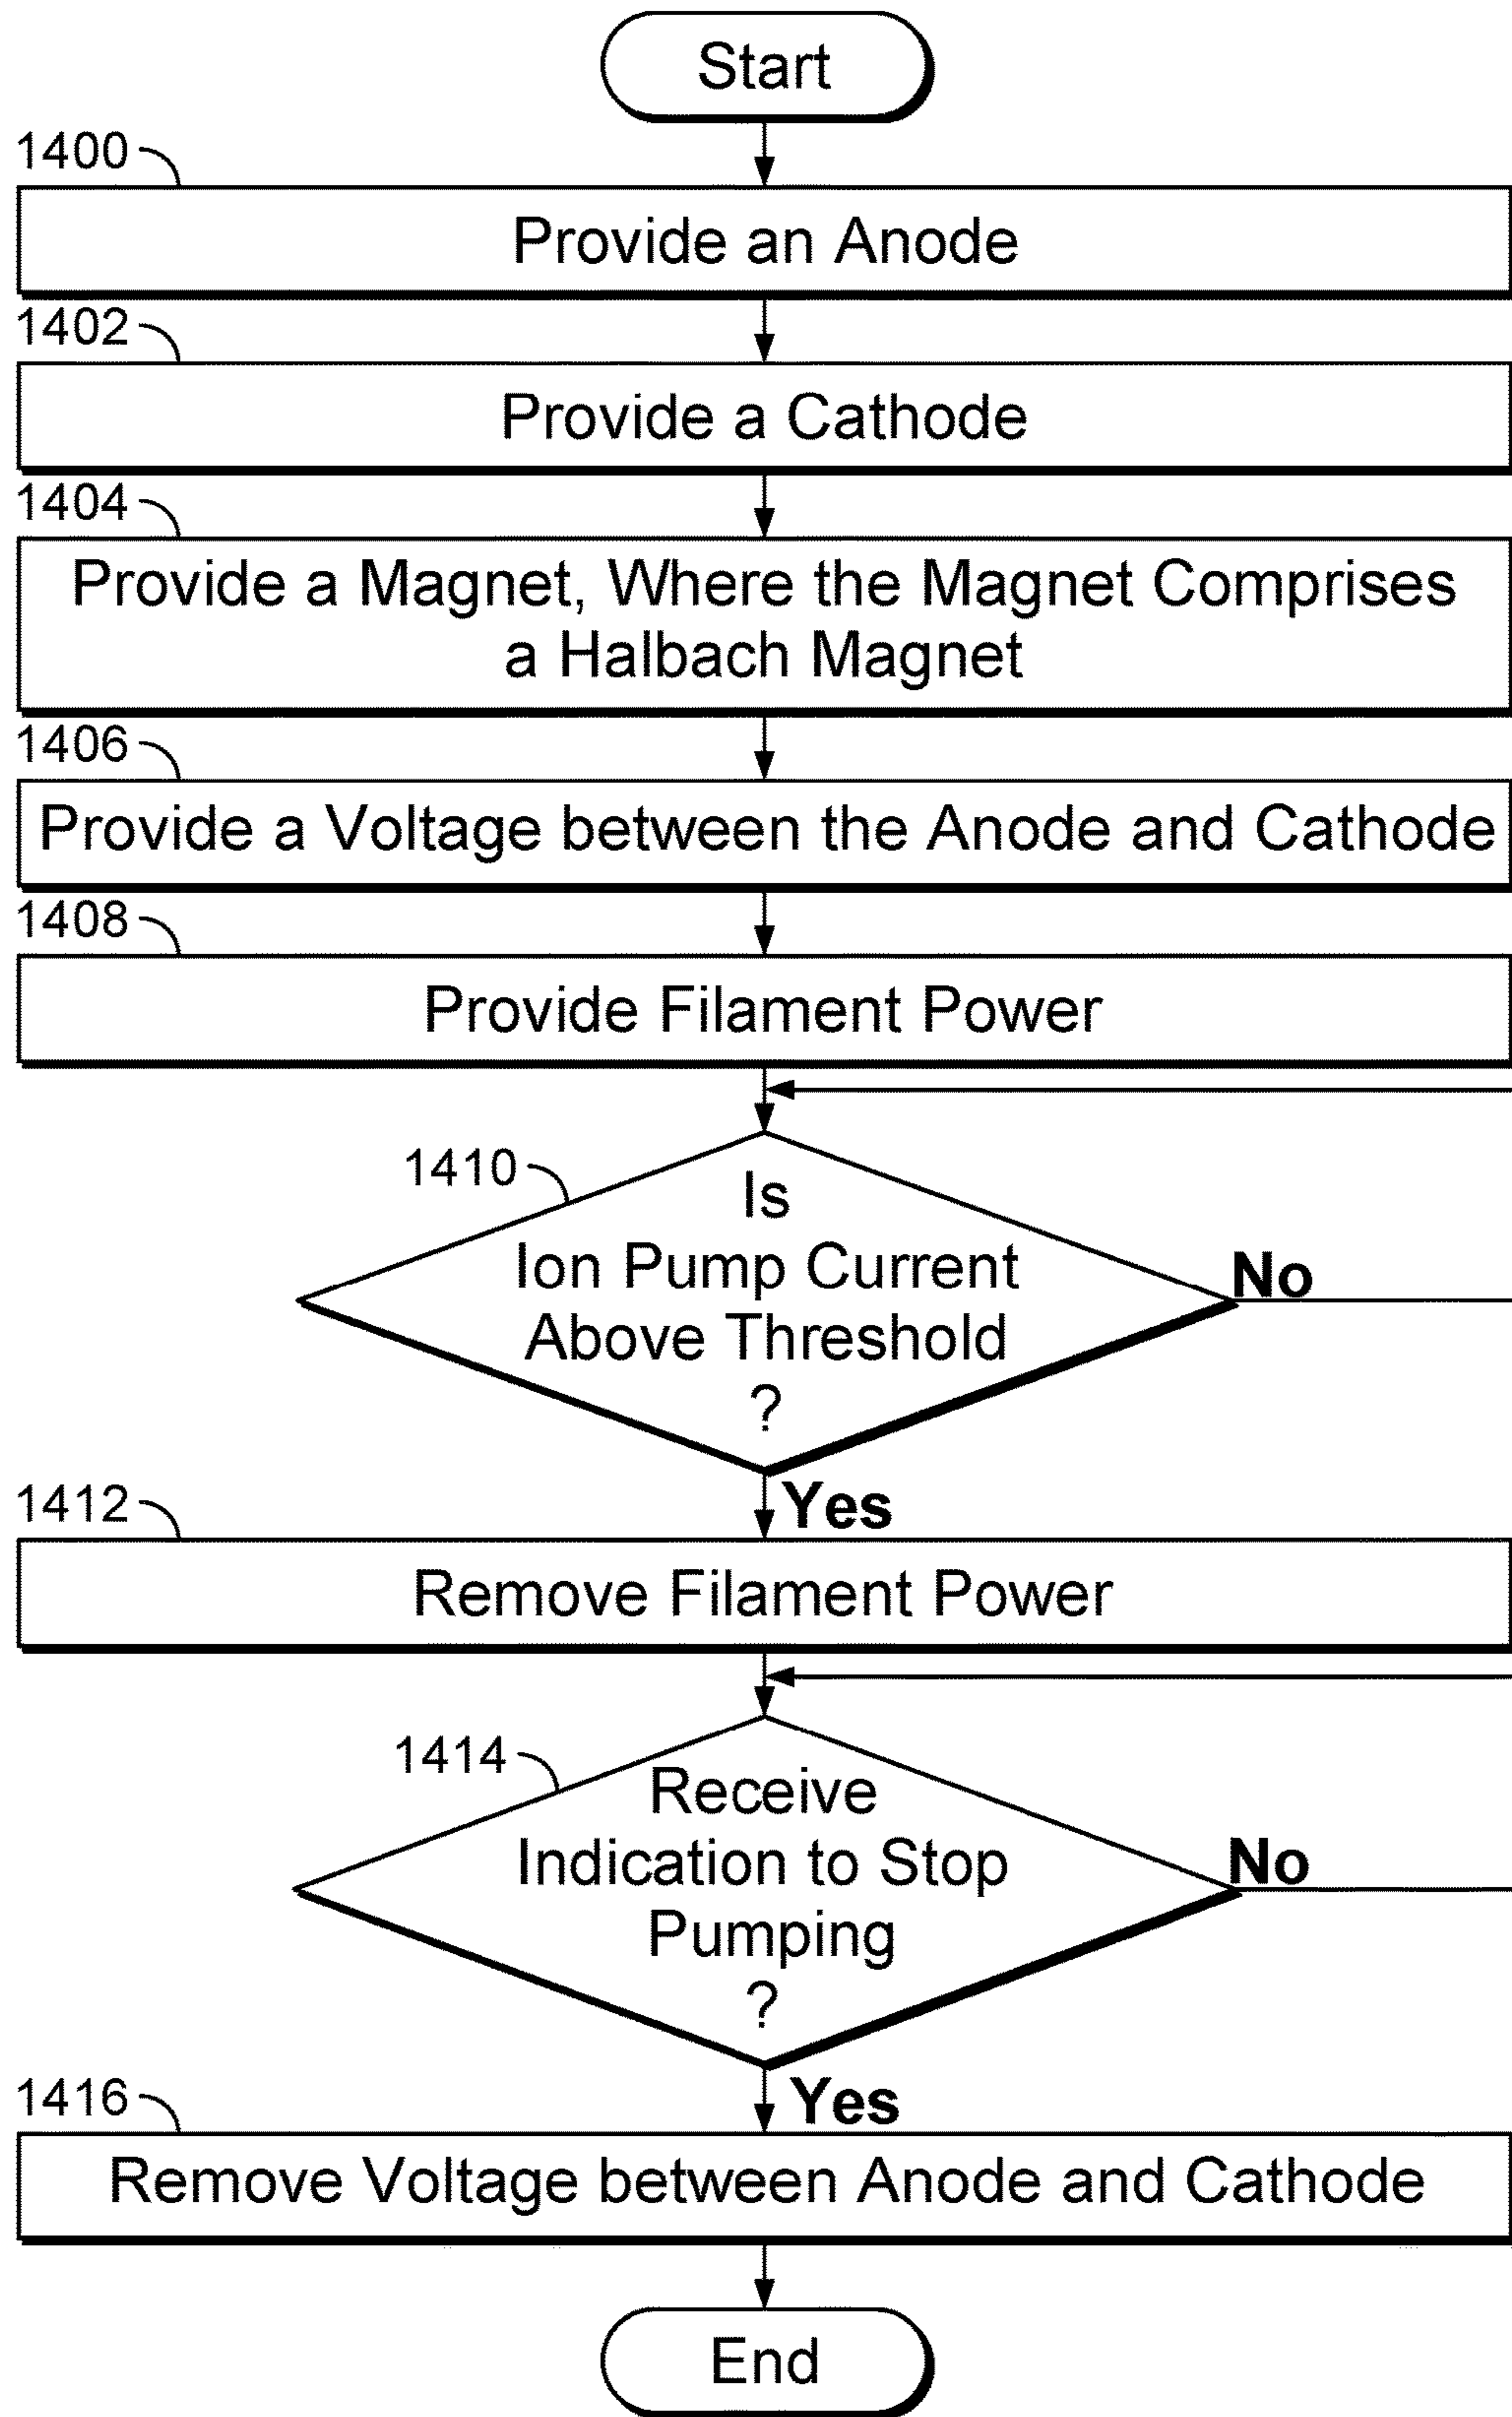 Start
1400
Provide an Anode
1402
Provide a Cathode
1404
Provide a Magnet, Where the Magnet Comprises
a Halbach Magnet
1406
Provide a Voltage between the Anode and Cathode
1408
Provide Filament Power
1410
Is
Ion Pump Current
Above Threshold
?
No
Yes
1412
Remove Filament Power
1414
Receive
Indication to Stop
Pumping
?
No
Yes
1416
Remove Voltage between Anode and Cathode
End